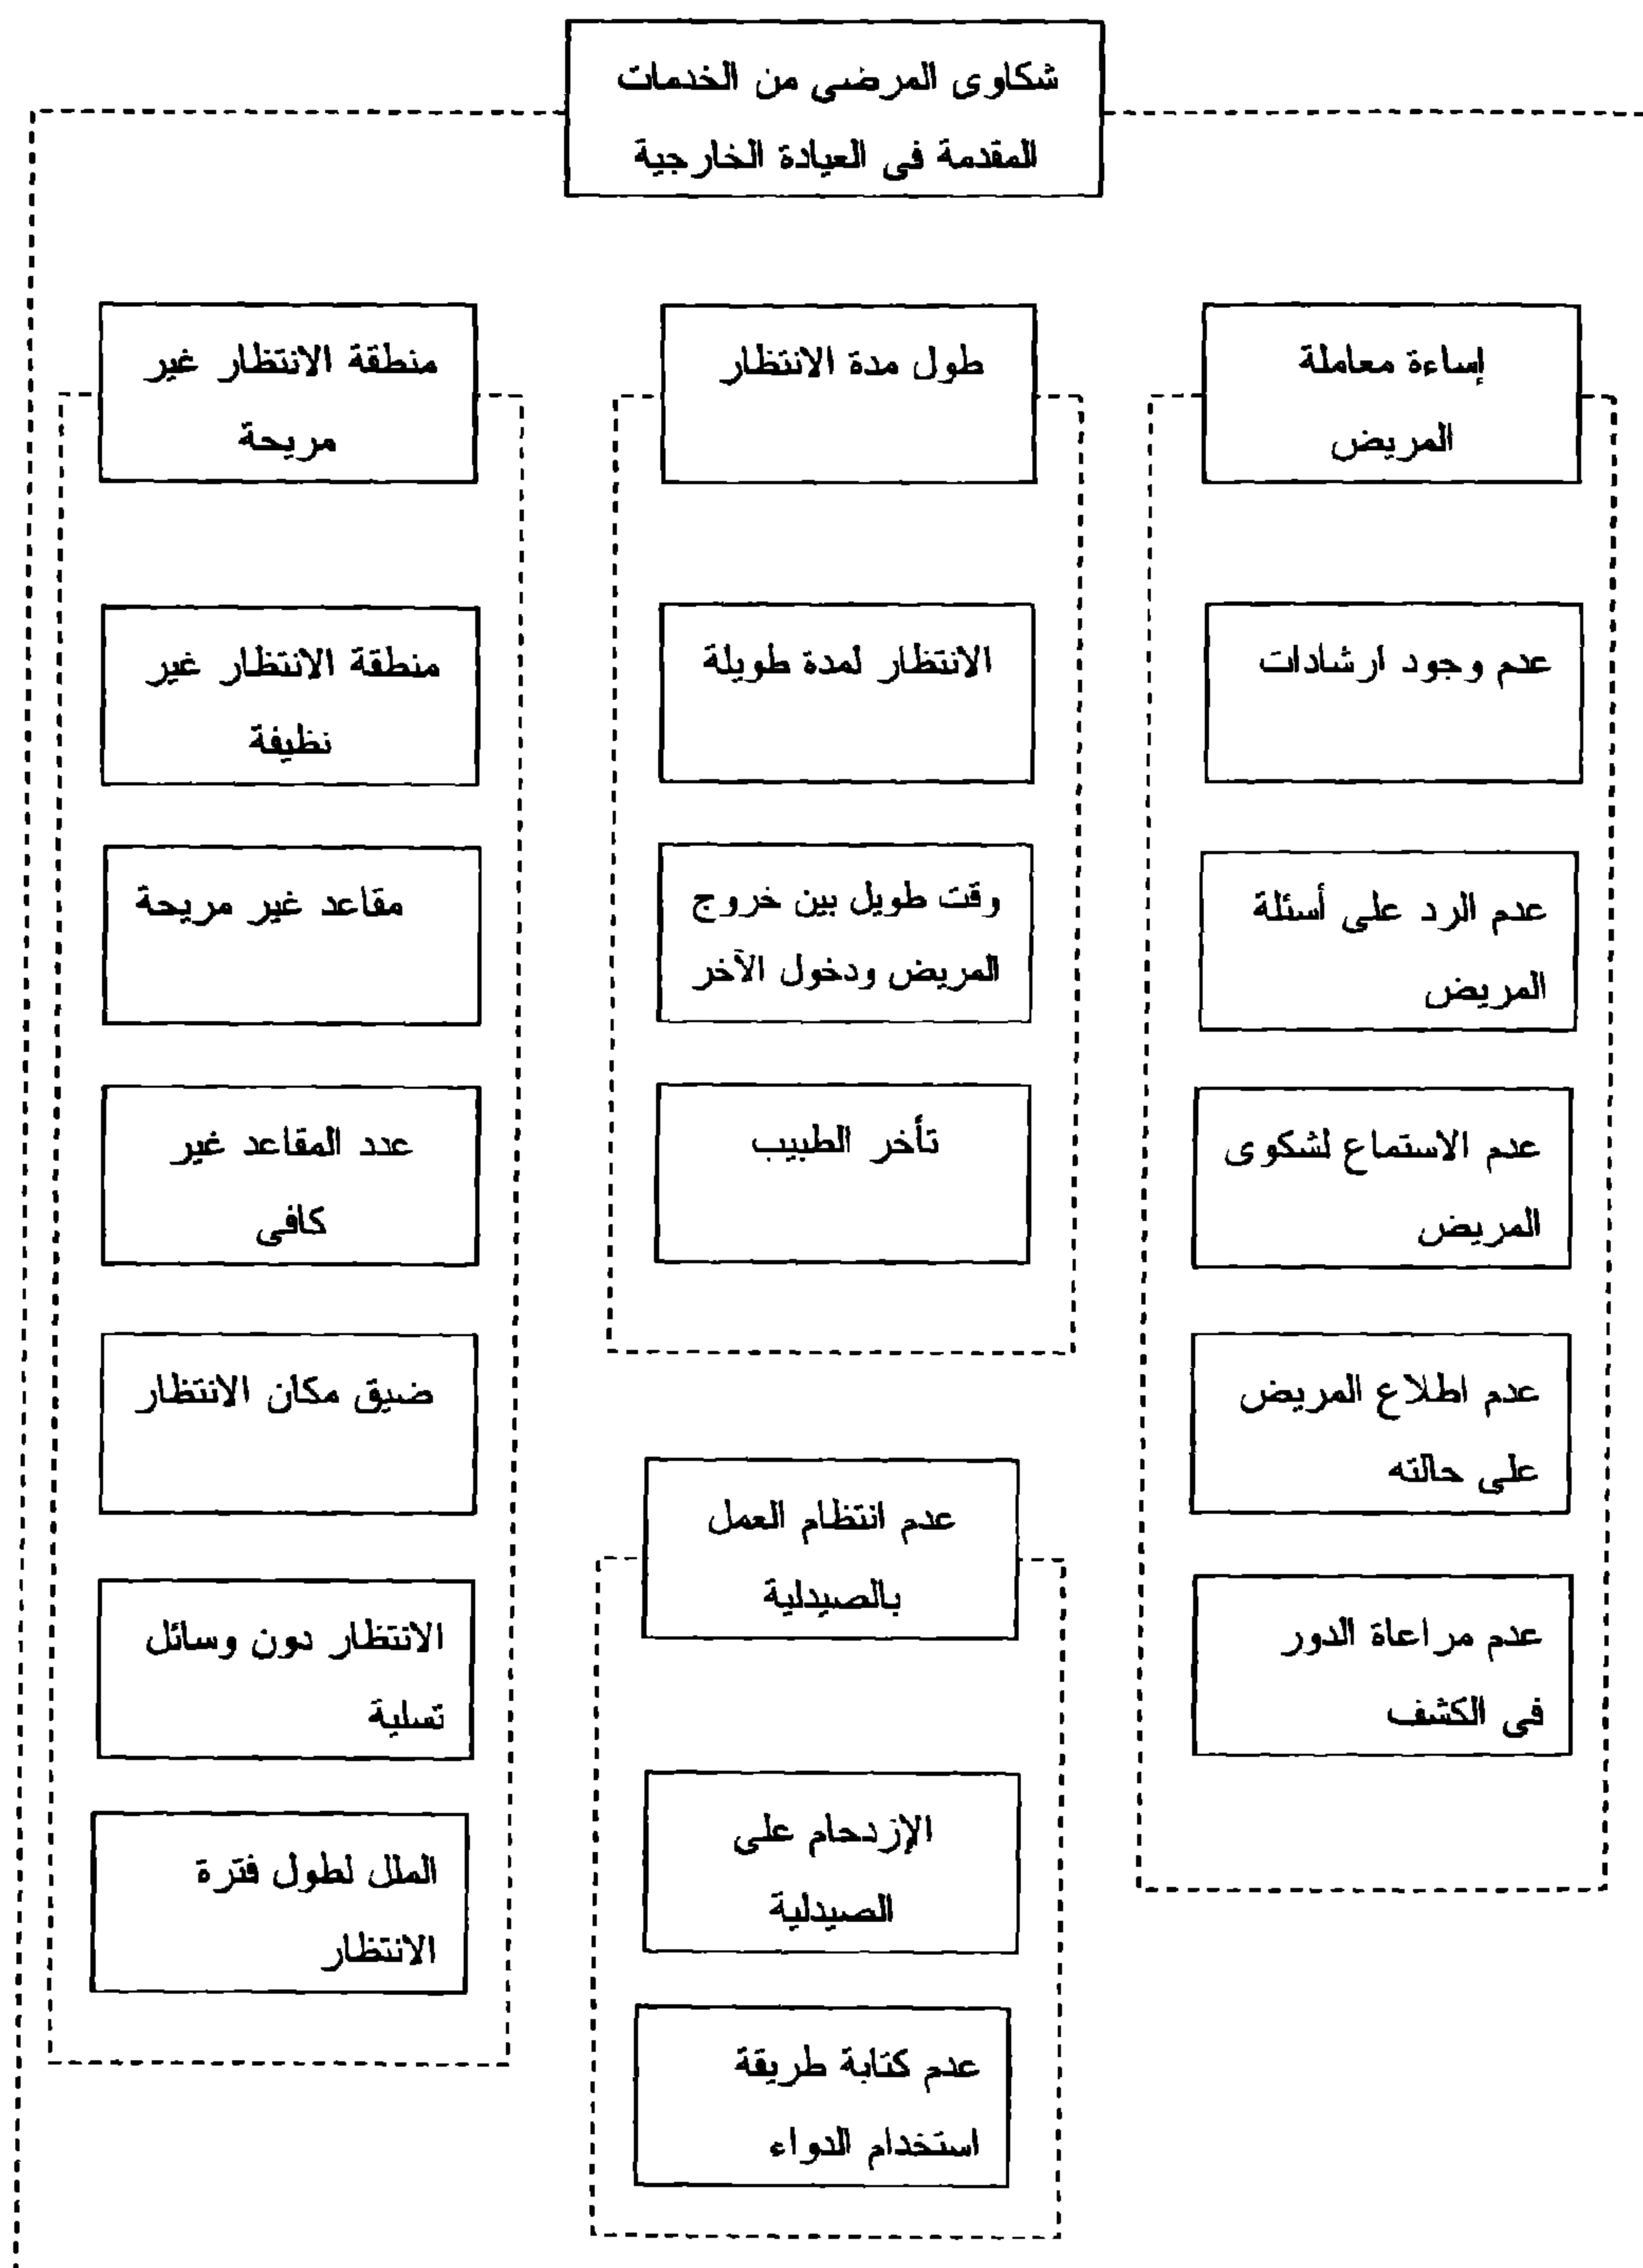 شكاوى المرضى من الخدمات
المقدمة فى العيادة الخارجية
إساءة معاملة
المريض
عدم وجود ارشادات
عدم الرد على أسئلة
المريض
عدم الاستماع لشكوى
المريض
عدم اطلاع المريض
على حالته
عدم مراعاة الدور
فى الكشف
طول مدة الانتظار
الانتظار لمدة طويلة
وقت طويل بين خروج
المريض ودخول الآخر
تأخر الطبيب
عدم انتظام العمل
بالصيدلية
الإزدحام على
الصيدلية
عدم كتابة طريقة
استخدام الدواء
منطقة الانتظار غير
مريحة
منطقة الانتظار غير
نظيفة
مقاعد غير مريحة
عدد المقاعد غير
كافى
ضيق مكان الانتظار
الانتظار دون وسائل
تسلية
الملل لطول فترة
الانتظار